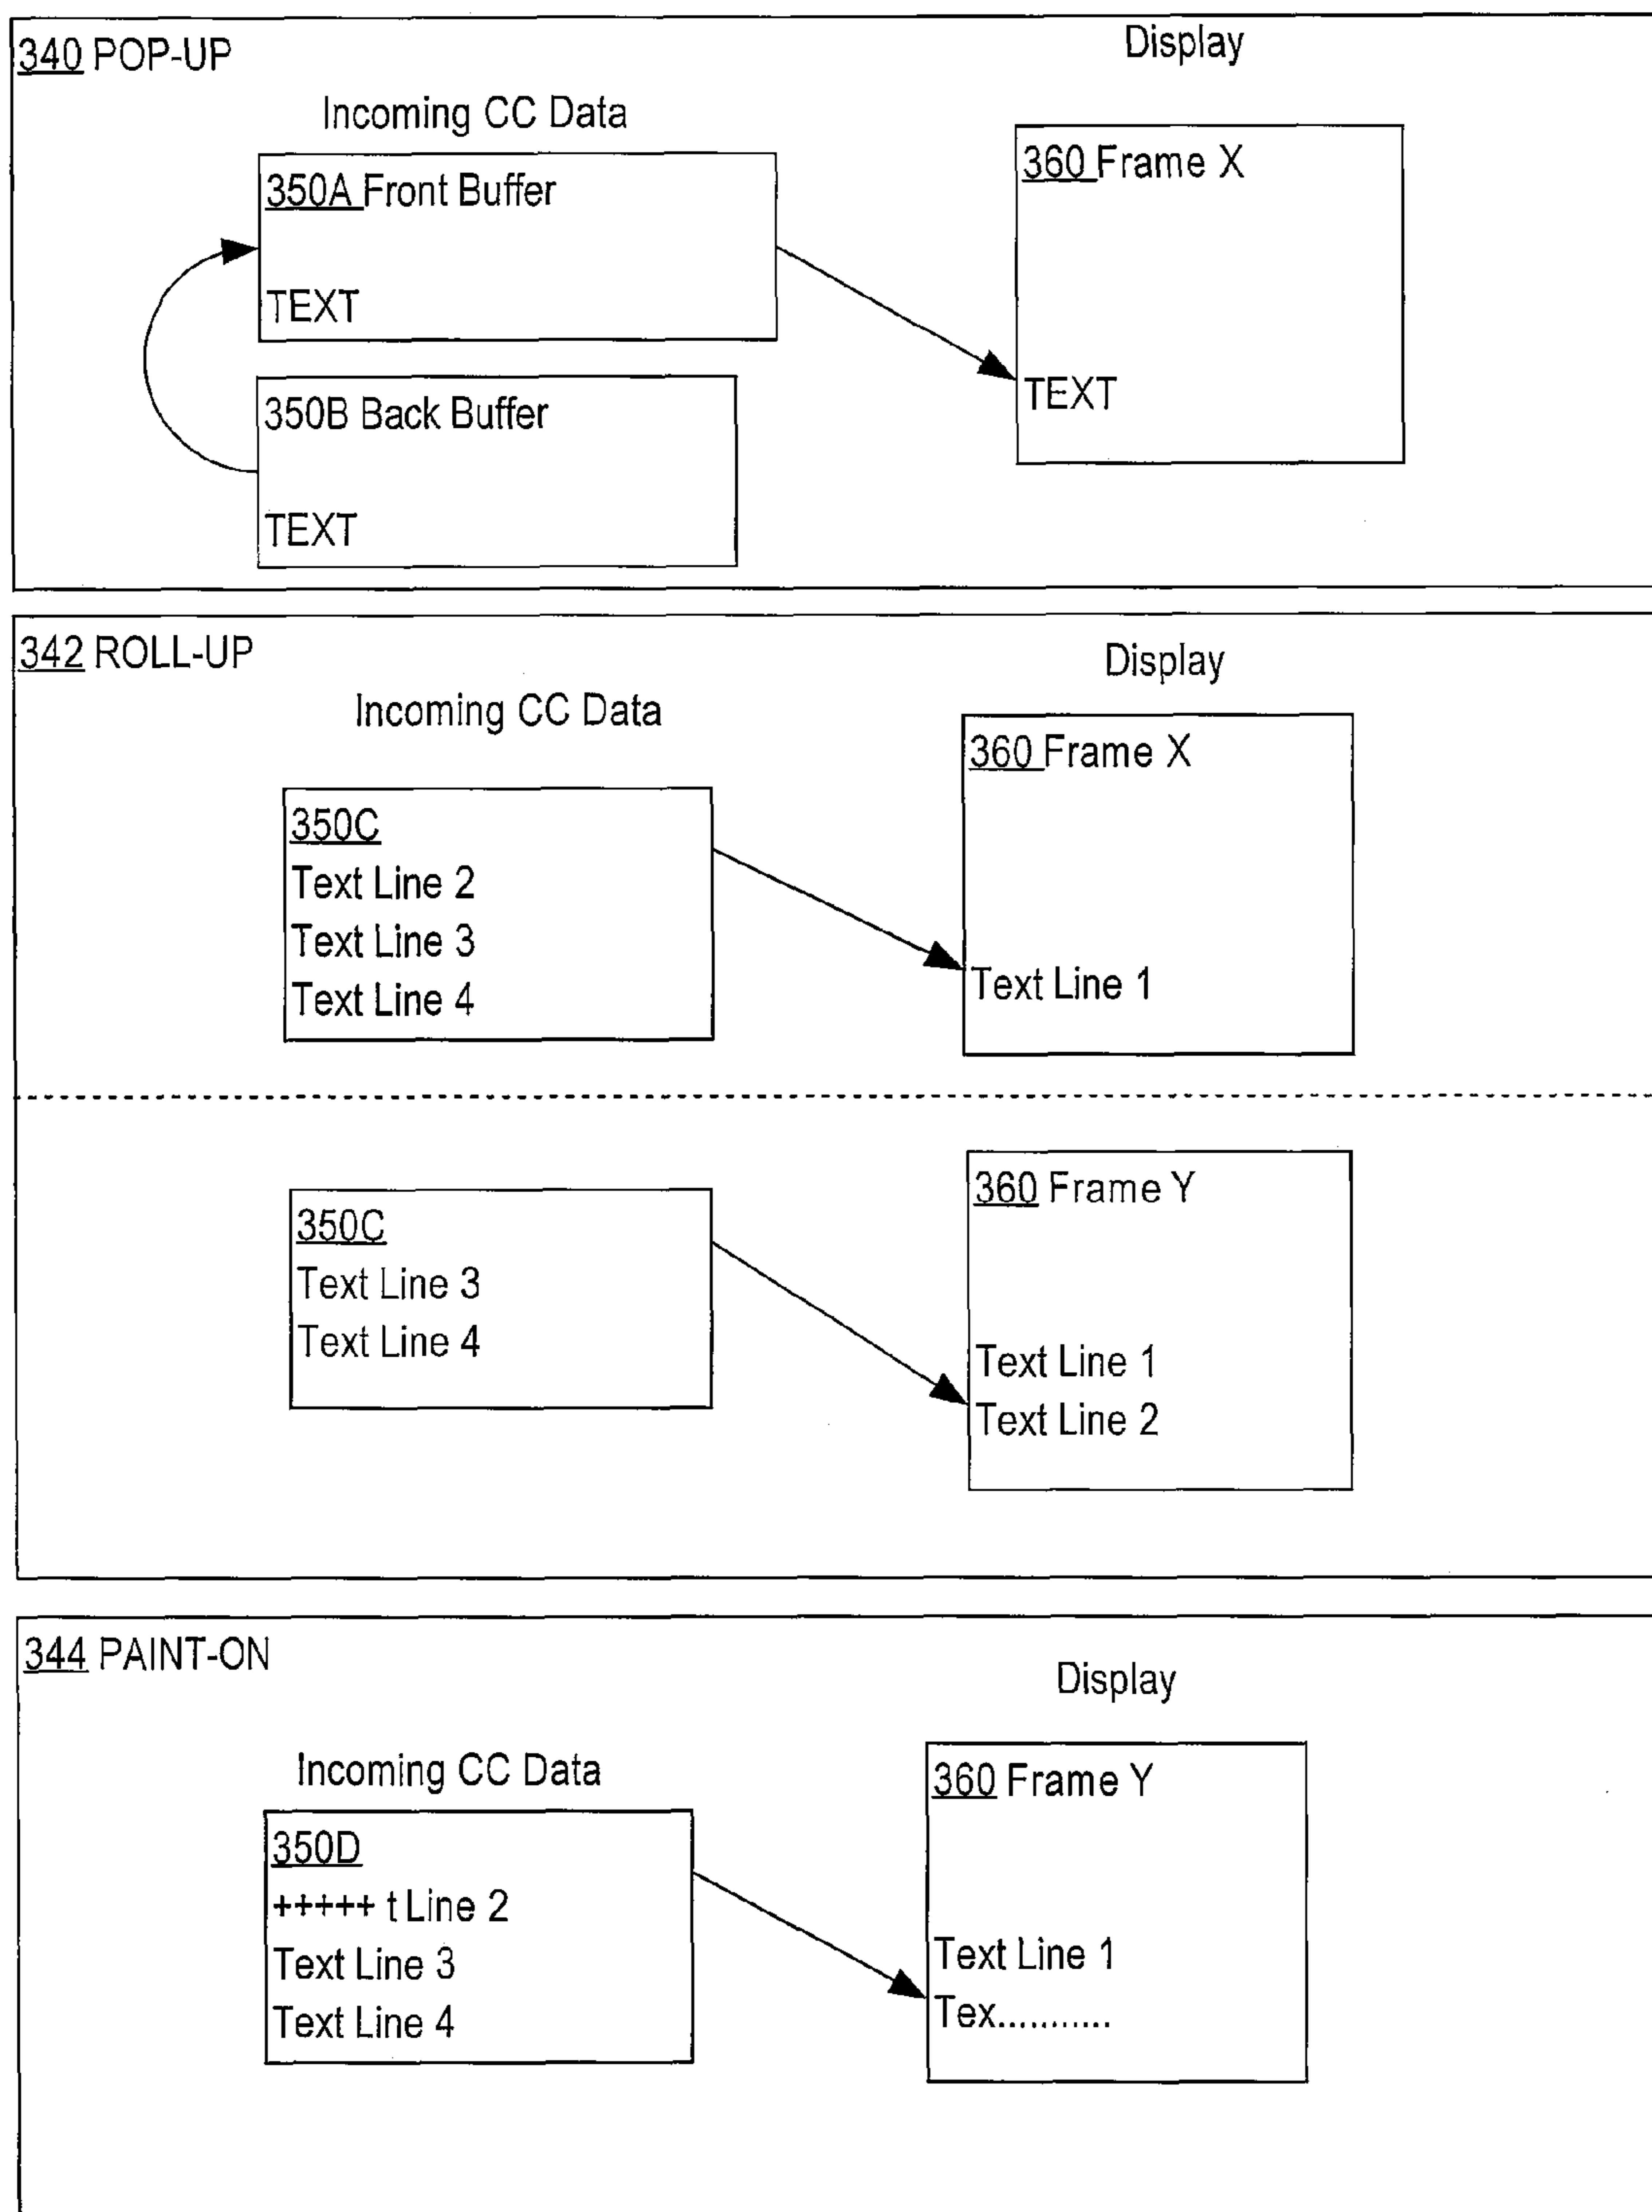 340 POP-UP
Display
Incoming CC Data
350A Front Buffer
TEXT
360 Frame X
TEXT
350B Back Buffer
TEXT
342 ROLL-UP
Display
Incoming CC Data
350C
Text Line 2
Text Line 3
Text Line 4
360 Frame X
Text Line 1
350C
Text Line 3
Text Line 4
360 Frame Y
Text Line 1
Text Line 2
344 PAINT-ON
Display
Incoming CC Data
350D
+++++ t Line 2
Text Line 3
Text Line 4
360 Frame Y
Text Line 1
Tex...........